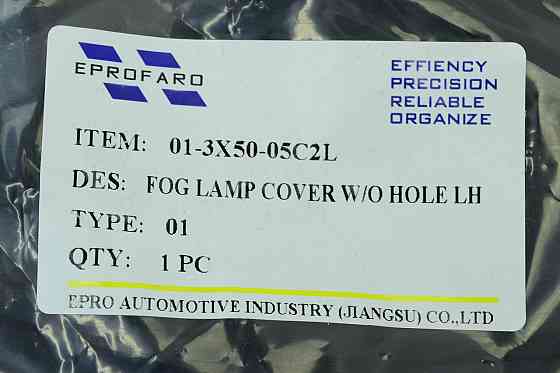 EPROFARO
EFFIENCY
PRECISION
RELIABLE
ORGANIZE
ITEM: 01-3X50-05C2L
DES: FOG LAMP COVER W/O HOLE LH
TYPE: 01
QTY: 1 PC
EPRO AUTOMOTIVE INDUSTRY (JIANGSU) CO.,LTD